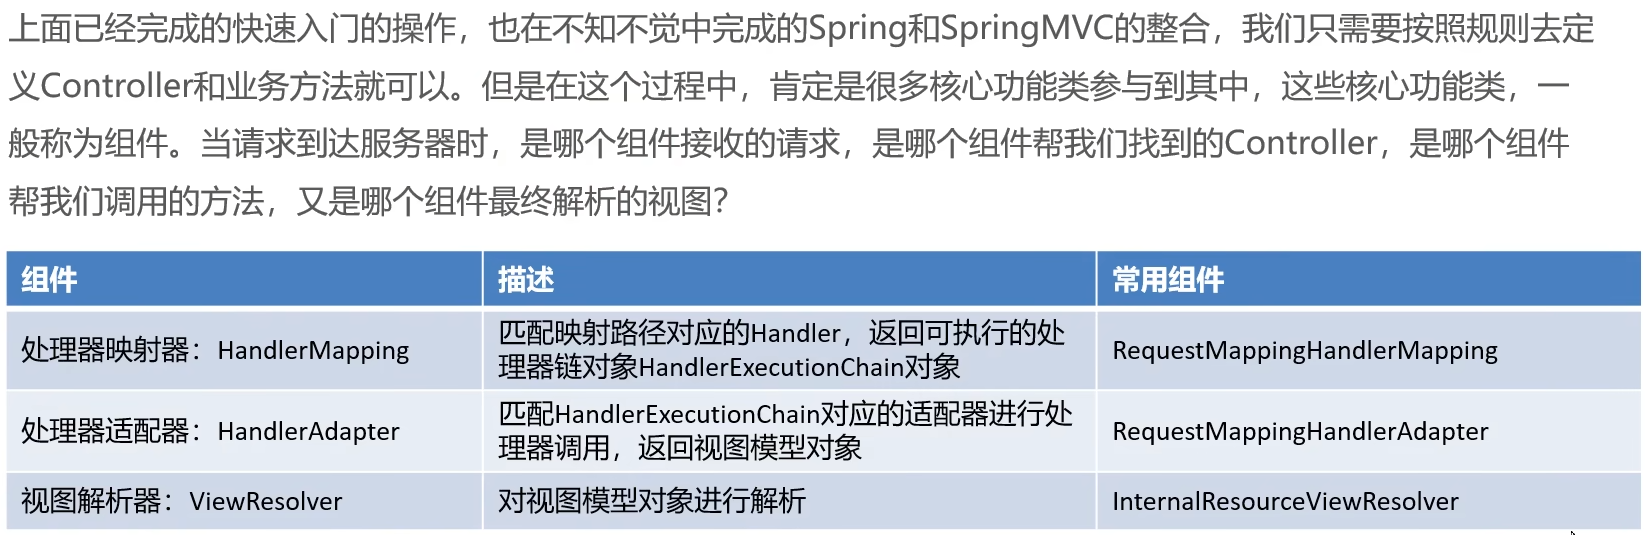 上面已经完成的快速入门的操作，也在不知不觉中完成的Spring和SpringMVC的整合，我们只需要按照规则去定
义Controller和业务方法就可以。但是在这个过程中，肯定是很多核心功能类参与到其中，这些核心功能类，一
般称为组件。当请求到达服务器时，是哪个组件接收的请求，是哪个组件帮我们找到的Controller，是哪个组件
帮我们调用的方法，又是哪个组件最终解析的视图？
组件 描述 常用组件
处理器映射器：HandlerMapping
匹配映射路径对应的Handler，返回可执行的处
理器链对象HandlerExecutionChain对象
RequestMappingHandlerMapping
处理器适配器：HandlerAdapter
匹配HandlerExecutionChain对应的适配器进行处
理器调用，返回视图模型对象
RequestMappingHandlerAdapter
视图解析器：ViewResolver
对视图模型对象进行解析
InternalResourceViewResolver